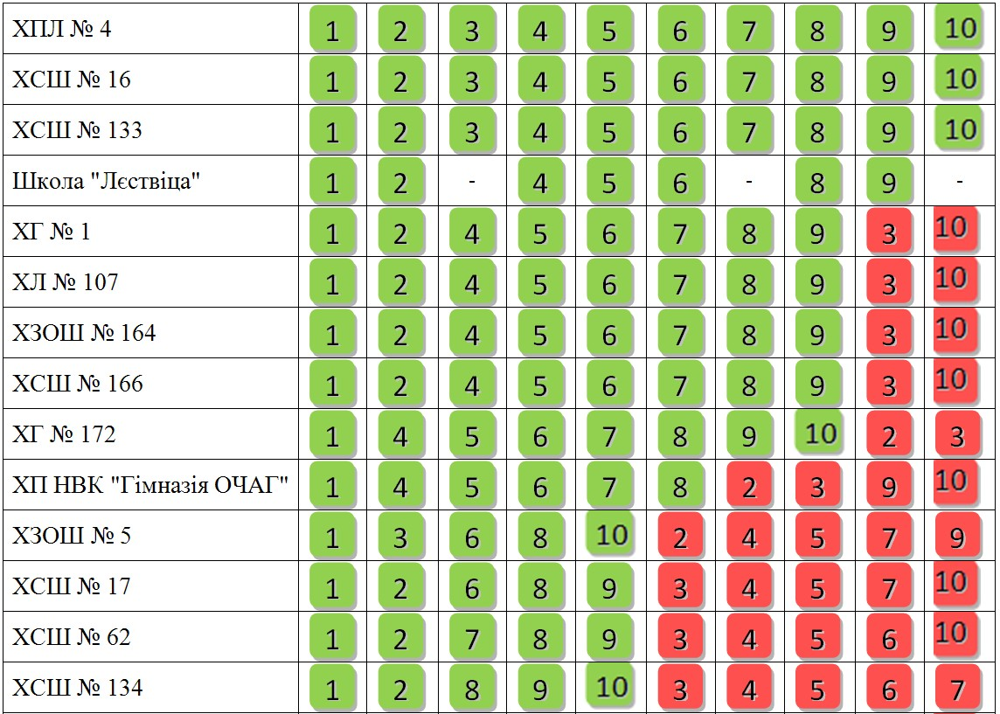 ХПЛ № 4 1 2 3 4 5 6 7 8 9 10
ХСШ № 16 1 2 3 4 5 6 7 8 9 10
ХСШ № 133 1 2 3 4 5 6 7 8 9 10
Школа "Лєствіца" 1 2 - 4 5 6 - 8 9 -
ХГ № 1 1 2 4 5 6 7 8 9 3 10
ХЛ № 107 1 2 4 5 6 7 8 9 3 10
ХЗОШ № 164 1 2 4 5 6 7 8 9 3 10
ХСШ № 166 1 2 4 5 6 7 8 9 3 10
ХГ № 172 1 4 5 6 7 8 9 10 2 3
ХП НВК "Гімназія ОЧАГ" 1 4 5 6 7 8 2 3 9 10
ХЗОШ № 5 1 3 6 8 10 2 4 5 7 9
ХСШ № 17 1 2 6 8 9 3 4 5 7 10
ХСШ № 62 1 2 7 8 9 3 4 5 6 10
ХСШ № 134 1 2 8 9 10 3 4 5 6 7